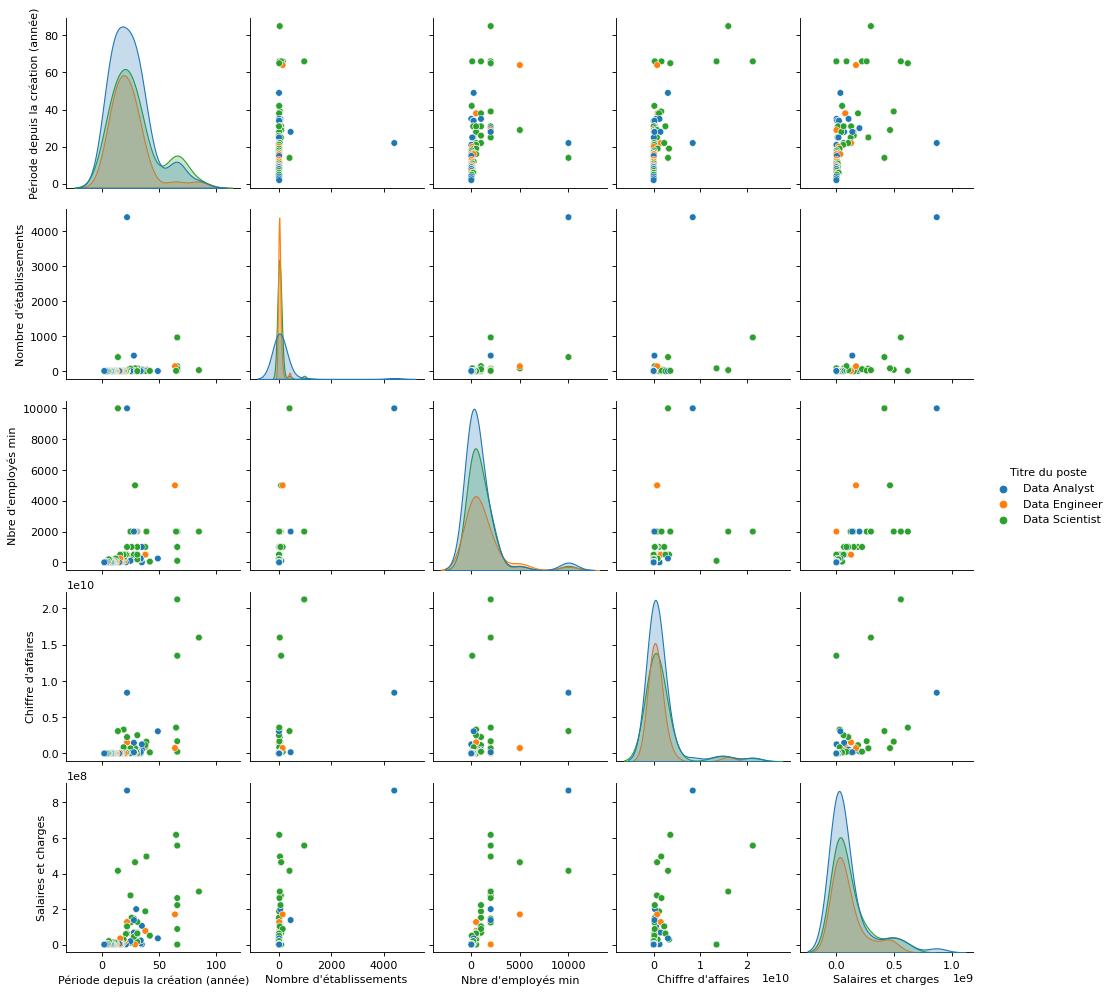 Période depuis la création (année)
80
60
40
20
0
Nombre d'établissements
4000
3000
2000
1000
0
Nbre d'employés min
10000
8000
6000
4000
2000
0
Titre du poste
Data Analyst
Data Engineer
Data Scientist
1e10
Chiffre d'affaires
2.0
1.5
1.0
0.5
0.0
1e8
Salaires et charges
8
6
4
2
0
0 50 100
0 2000 4000
0 5000 10000
0 1 2
0.0 0.5 1.0
1e10
1e9
Période depuis la création (année)
Nombre d'établissements
Nbre d'employés min
Chiffre d'affaires
Salaires et charges